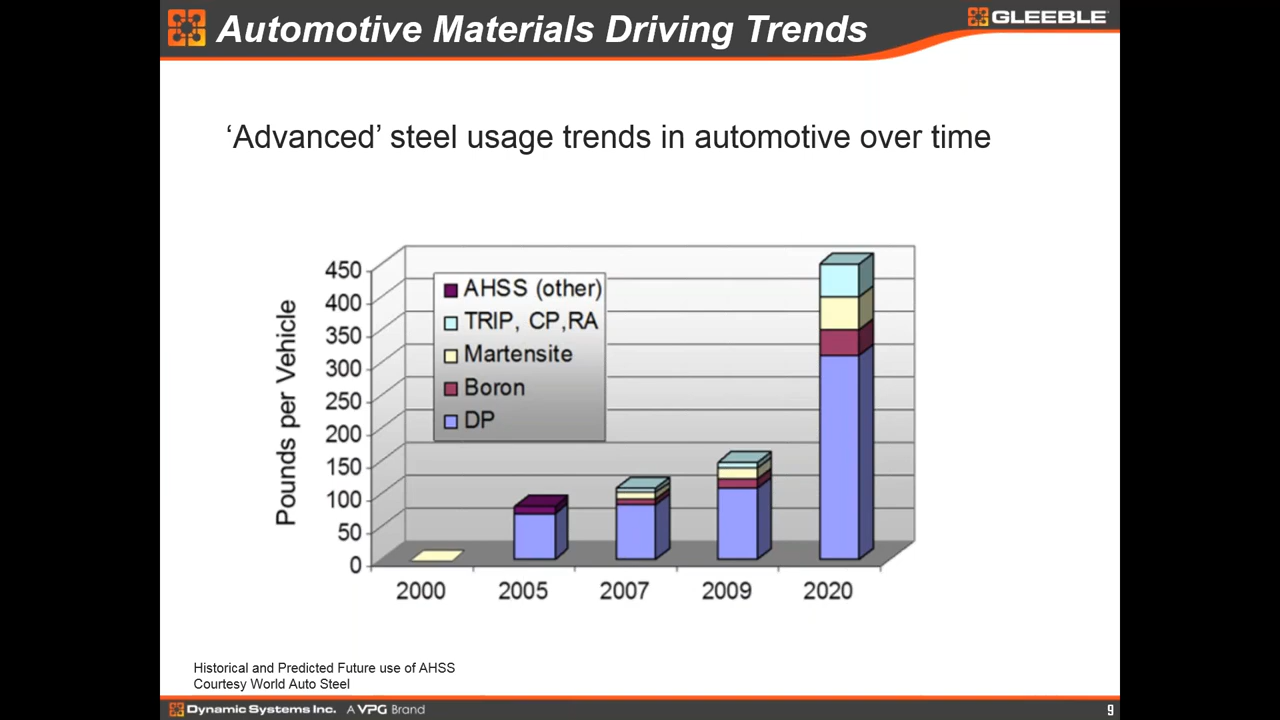 Automotive Materials Driving Trends
GLEEBLE®
‘Advanced’ steel usage trends in automotive over time
Pounds per Vehicle
450
400
350
300
250
200
150
100
50
0
AHSS (other)
TRIP, CP,RA
Martensite
Boron
DP
2000 2005 2007 2009 2020
Historical and Predicted Future use of AHSS
Courtesy World Auto Steel
Dynamic Systems Inc. A VPG Brand
9